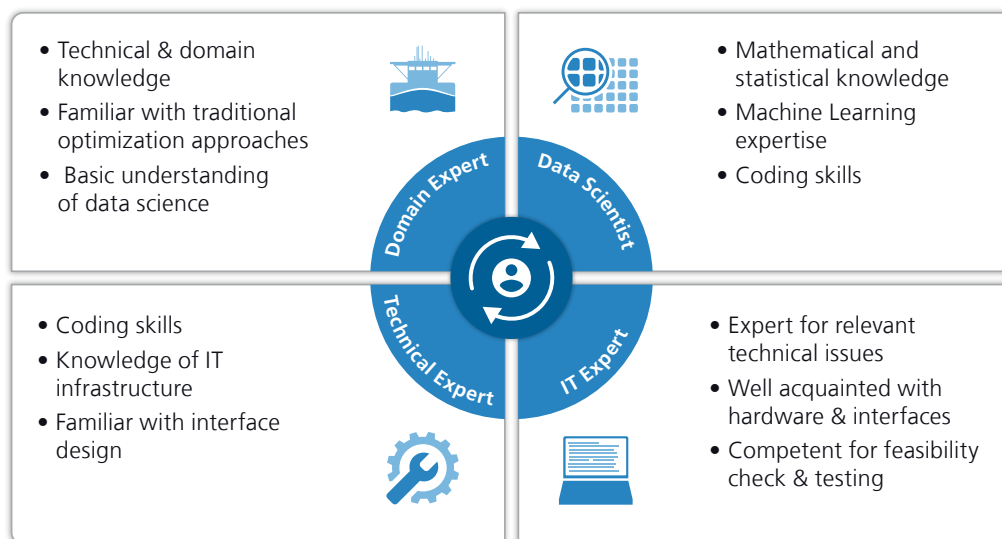 • Technical & domain
knowledge
• Familiar with traditional
optimization approaches
• Basic understanding
of data science
• Mathematical and
statistical knowledge
• Machine Learning
expertise
• Coding skills
Domain Expert
Data Scientist
Technical Expert
IT Expert
• Coding skills
• Knowledge of IT
infrastructure
• Familiar with interface
design
• Expert for relevant
technical issues
• Well acquainted with
hardware & interfaces
• Competent for feasibility
check & testing